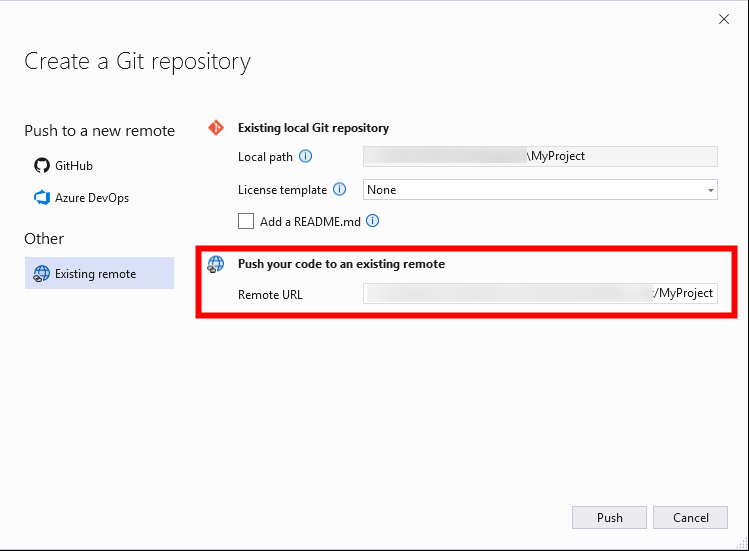 Create a Git repository
Push to a new remote
GitHub
Azure DevOps
Other
Existing remote
Existing local Git repository
Local path
\MyProject
License template
None
Add a README.md
Push your code to an existing remote
Remote URL
/MyProject
Push
Cancel